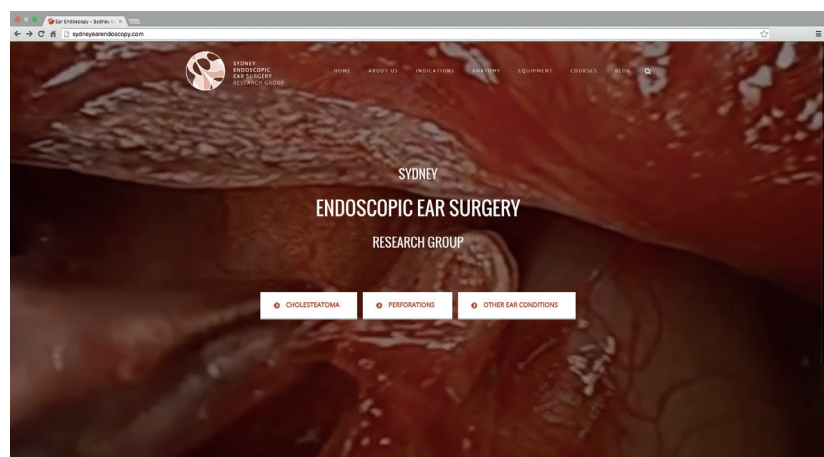 Ear Endoscopy - Sydney
sydneyearendoscopy.com
SYDNEY
ENDOSCOPIC
EAR SURGERY
RESEARCH GROUP
HOME ABOUT US INDICATIONS ANATOMY EQUIPMENT COURSES BLOG
SYDNEY
ENDOSCOPIC EAR SURGERY
RESEARCH GROUP
CHOLESTEATOMA PERFORATIONS OTHER EAR CONDITIONS